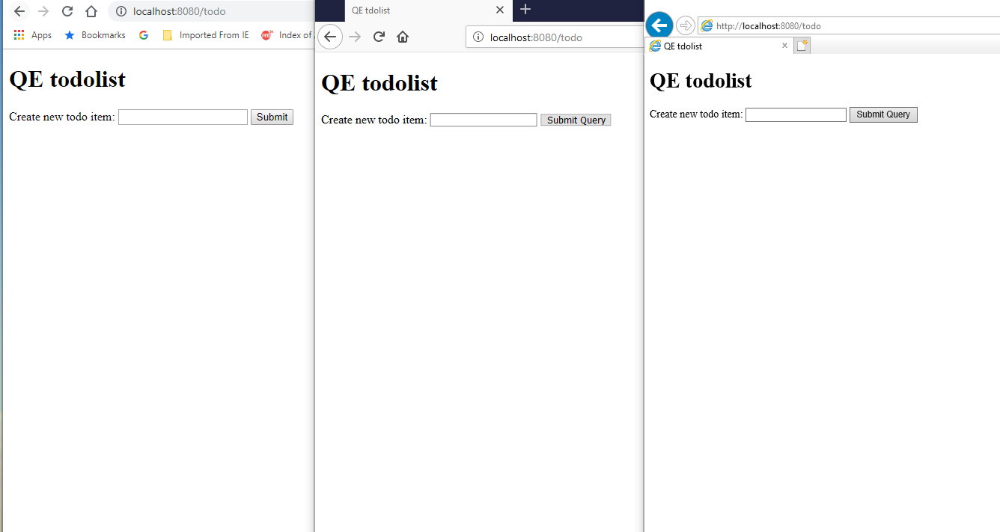 localhost:8080/todo
Apps Bookmarks Imported From IE red Index of
QE todolist
Create new todo item: Submit
QE tdolist
localhost:8080/todo
QE todolist
Create new todo item: Submit Query
http://localhost:8080/todo
QE tdolist
QE todolist
Create new todo item: Submit Query